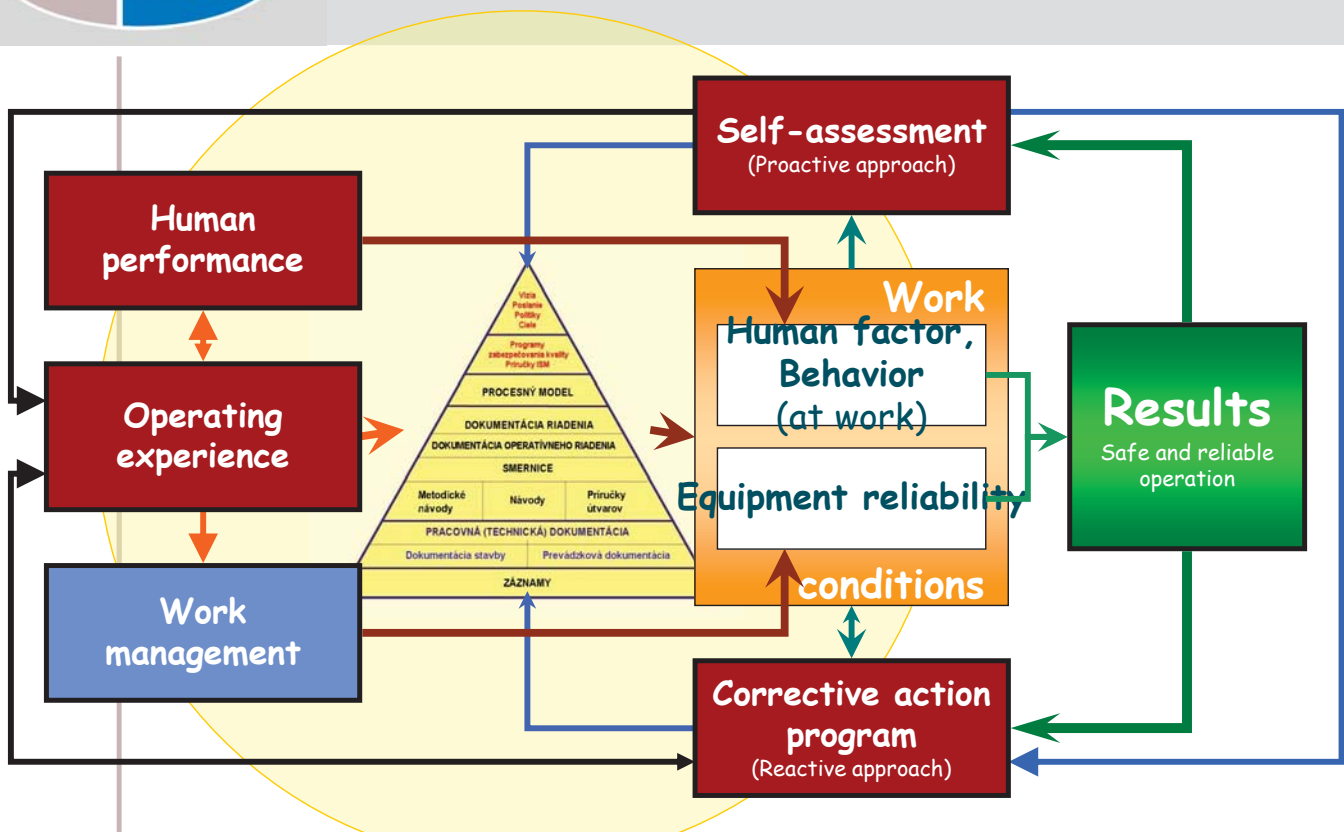 Self-assessment
(Proactive approach)
Human
performance
Operating
experience
Work
management
Vízia
Poslanie
Politiky
Ciele
Programy
zabezpečovania kvality
Príručky ISM
PROCESNÝ MODEL
DOKUMENTÁCIA RIADENIA
DOKUMENTÁCIA OPERATÍVNEHO RIADENIA
SMERNICE
Metodické
návody
Návody
Príručky
útvarov
PRACOVNÁ (TECHNICKÁ) DOKUMENTÁCIA
Dokumentácia stavby
Prevádzková dokumentácia
ZÁZNAMY
Work
Human factor,
Behavior
(at work)
Equipment reliability
conditions
Results
Safe and reliable
operation
Corrective action
program
(Reactive approach)